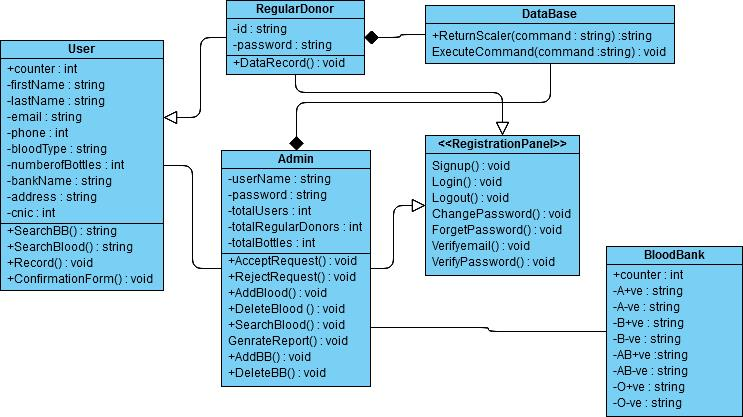 User
+counter : int
-firstName : string
-lastName : string
-email : string
-phone : int
-bloodType : string
-numberofBottles : int
-bankName : string
-address : string
-cnic : int
+SearchBB() : string
+SearchBlood() : string
+Record() : void
+ConfirmationForm() : void
RegularDonor
-id : string
-password : string
+DataRecord() : void
DataBase
+ReturnScaler(command : string) :string
ExecuteCommand(command :string) : void
Admin
-userName : string
-password : string
-totalUsers : int
-totalRegularDonors : int
-totalBottles : int
+AcceptRequest() : void
+RejectRequest() : void
+AddBlood() : void
+DeleteBlood () : void
+SearchBlood() : void
GenrateReport() : void
+AddBB() : void
+DeleteBB() : void
<<RegistrationPanel>>
Signup() : void
Login() : void
Logout() : void
ChangePassword() : void
ForgetPassword() : void
Verifyemail() : void
VerifyPassword() : void
BloodBank
+counter : int
-A+ve : string
-A-ve : string
-B+ve : string
-B-ve : string
-AB+ve :string
-AB-ve : string
-O+ve : string
-O-ve : string